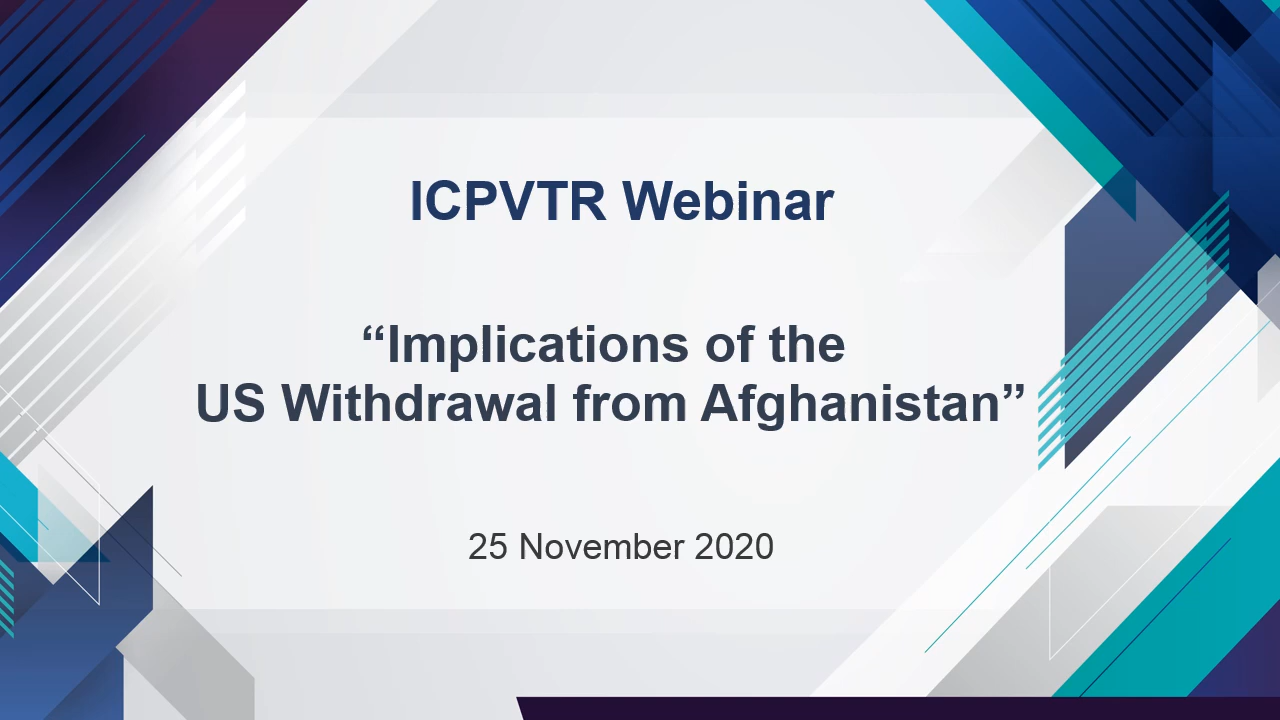 ICPVTR Webinar
“Implications of the
US Withdrawal from Afghanistan”
25 November 2020